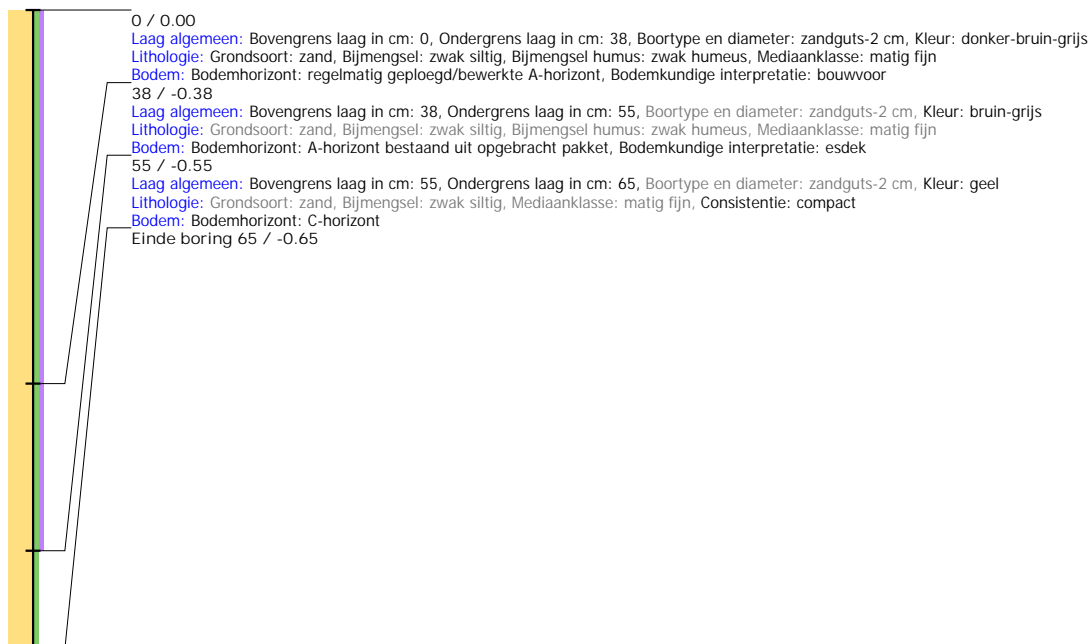 0 / 0.00
Laag algemeen: Bovengrens laag in cm: 0, Ondergrens laag in cm: 38, Boortype en diameter: zandguts-2 cm, Kleur: donker-bruin-grijs
Lithologie: Grondsoort: zand, Bijmengsel: zwak siltig, Bijmengsel humus: zwak humeus, Mediaanklasse: matig fijn
Bodem: Bodemhorizont: regelmatig geploegd/bewerkte A-horizont, Bodemkundige interpretatie: bouwvoor
38 / -0.38
Laag algemeen: Bovengrens laag in cm: 38, Ondergrens laag in cm: 55, Boortype en diameter: zandguts-2 cm, Kleur: bruin-grijs
Lithologie: Grondsoort: zand, Bijmengsel: zwak siltig, Bijmengsel humus: zwak humeus, Mediaanklasse: matig fijn
Bodem: Bodemhorizont: A-horizont bestaand uit opgebracht pakket, Bodemkundige interpretatie: esdek
55 / -0.55
Laag algemeen: Bovengrens laag in cm: 55, Ondergrens laag in cm: 65, Boortype en diameter: zandguts-2 cm, Kleur: geel
Lithologie: Grondsoort: zand, Bijmengsel: zwak siltig, Mediaanklasse: matig fijn, Consistentie: compact
Bodem: Bodemhorizont: C-horizont
Einde boring 65 / -0.65